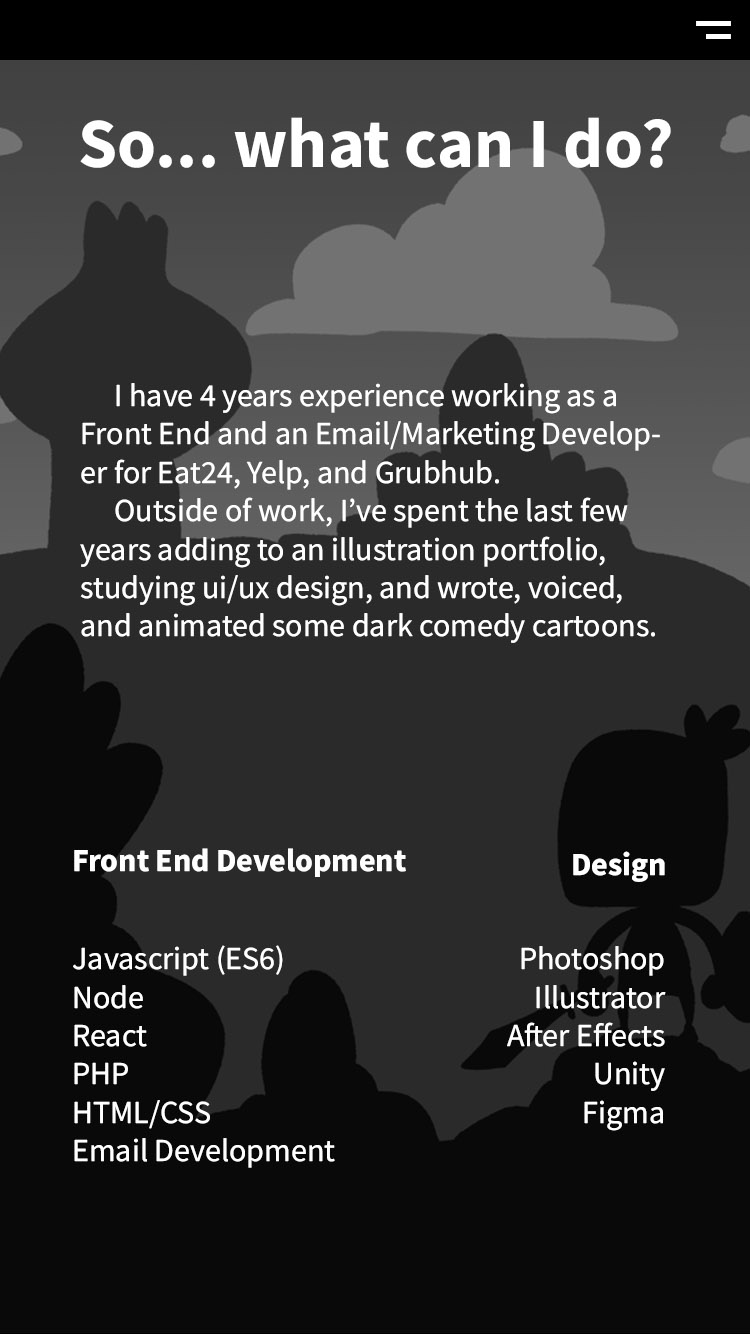 So... what can I do?
I have 4 years experience working as a
Front End and an Email/Marketing Develop-
er for Eat24, Yelp, and Grubhub.
Outside of work, I’ve spent the last few
years adding to an illustration portfolio,
studying ui/ux design, and wrote, voiced,
and animated some dark comedy cartoons.
Front End Development
Javascript (ES6)
Node
React
PHP
HTML/CSS
Email Development
Design
Photoshop
Illustrator
After Effects
Unity
Figma